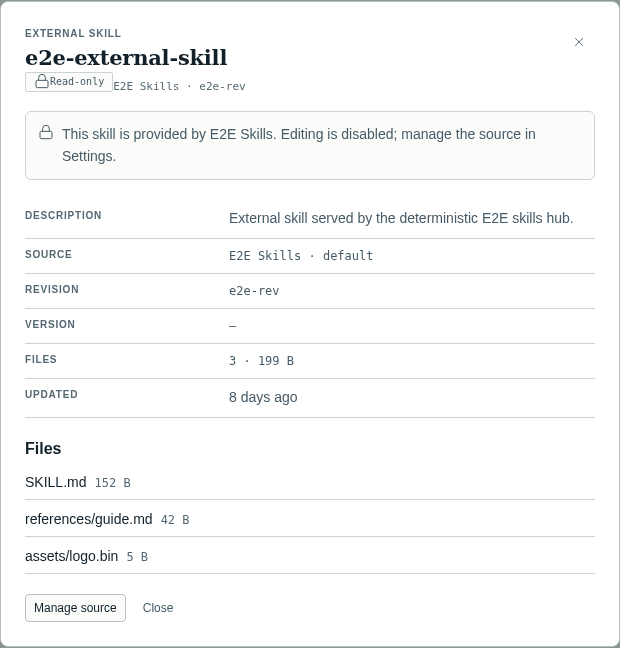 EXTERNAL SKILL
e2e-external-skill
Read-only E2E Skills · e2e-rev
This skill is provided by E2E Skills. Editing is disabled; manage the source in
Settings.
DESCRIPTION External skill served by the deterministic E2E skills hub.
SOURCE E2E Skills · default
REVISION e2e-rev
VERSION —
FILES 3 · 199 B
UPDATED 8 days ago
Files
SKILL.md 152 B
references/guide.md 42 B
assets/logo.bin 5 B
Manage source Close